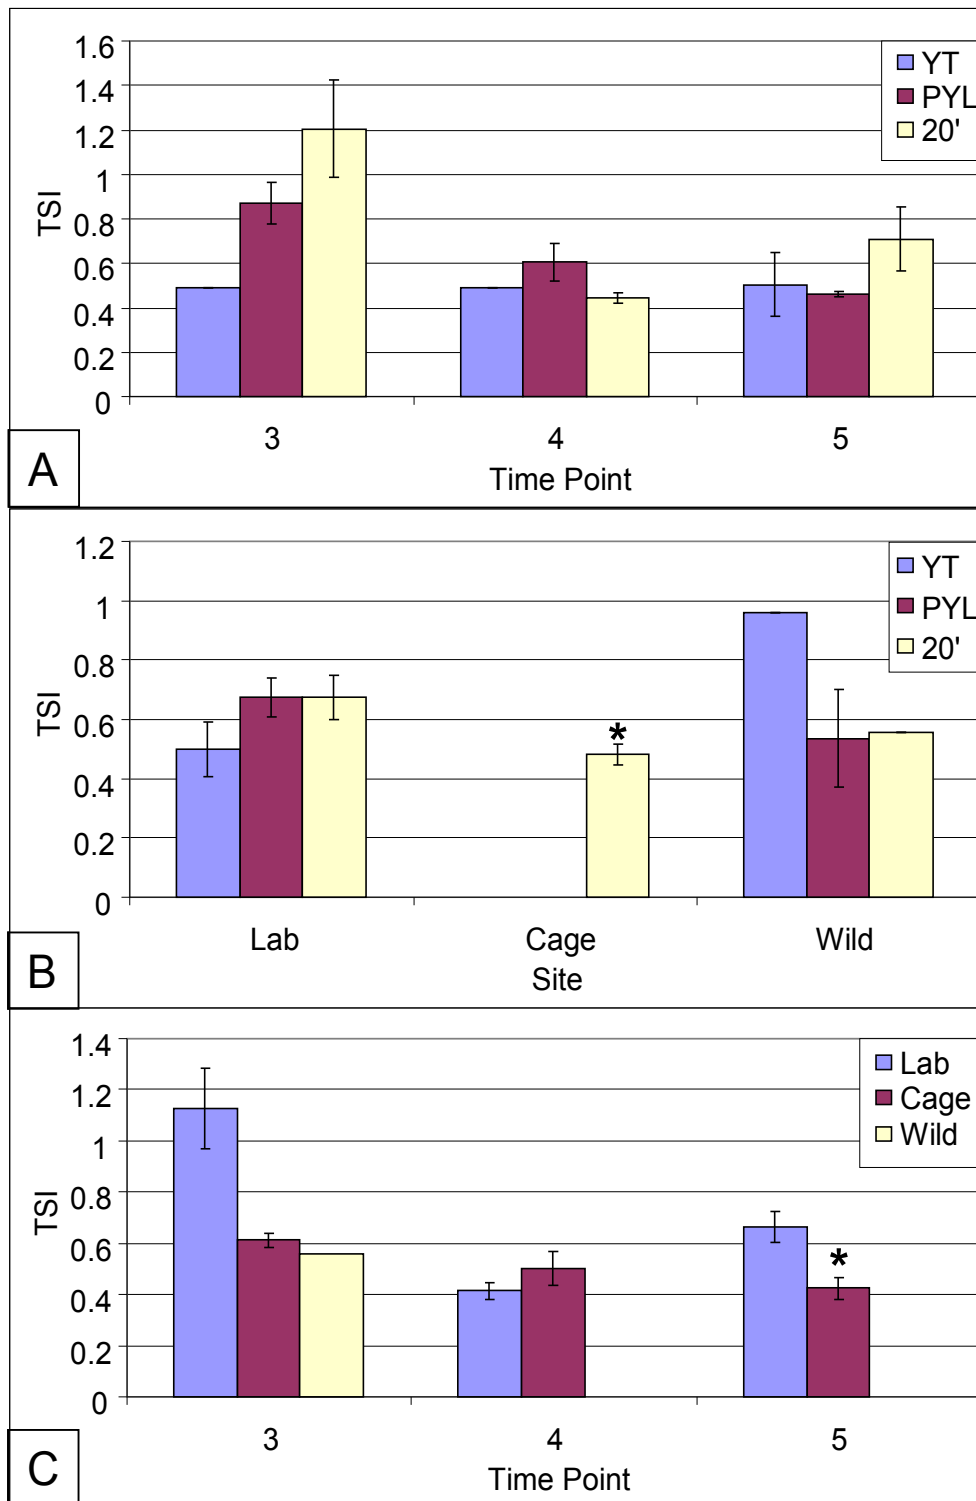 1.6
1.4
1.2
1
0.8
0.6
0.4
0.2
0
TSI
YT
PYL
20'
3 4 5
Time Point
A
1.2
1
0.8
0.6
0.4
0.2
0
TSI
YT
PYL
20'
*
Lab Cage Wild
Site
B
1.4
1.2
1
0.8
0.6
0.4
0.2
0
TSI
Lab
Cage
Wild
*
3 4 5
Time Point
C